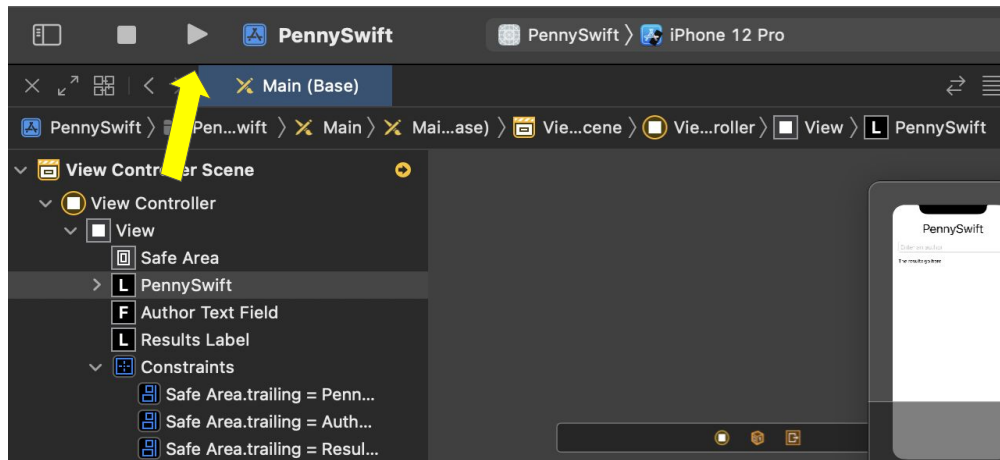 PennySwift
PennySwift 〉 iPhone 12 Pro
Main (Base)
PennySwift 〉 Pen...wift 〉 Main 〉 Mai...ase) 〉 Vie...cene 〉 Vie...roller 〉 View 〉 L PennySwift
View Controller Scene
View Controller
View
Safe Area
L PennySwift
F Author Text Field
L Results Label
Constraints
Safe Area.trailing = Penn...
Safe Area.trailing = Auth...
Safe Area.trailing = Resul...
PennySwift